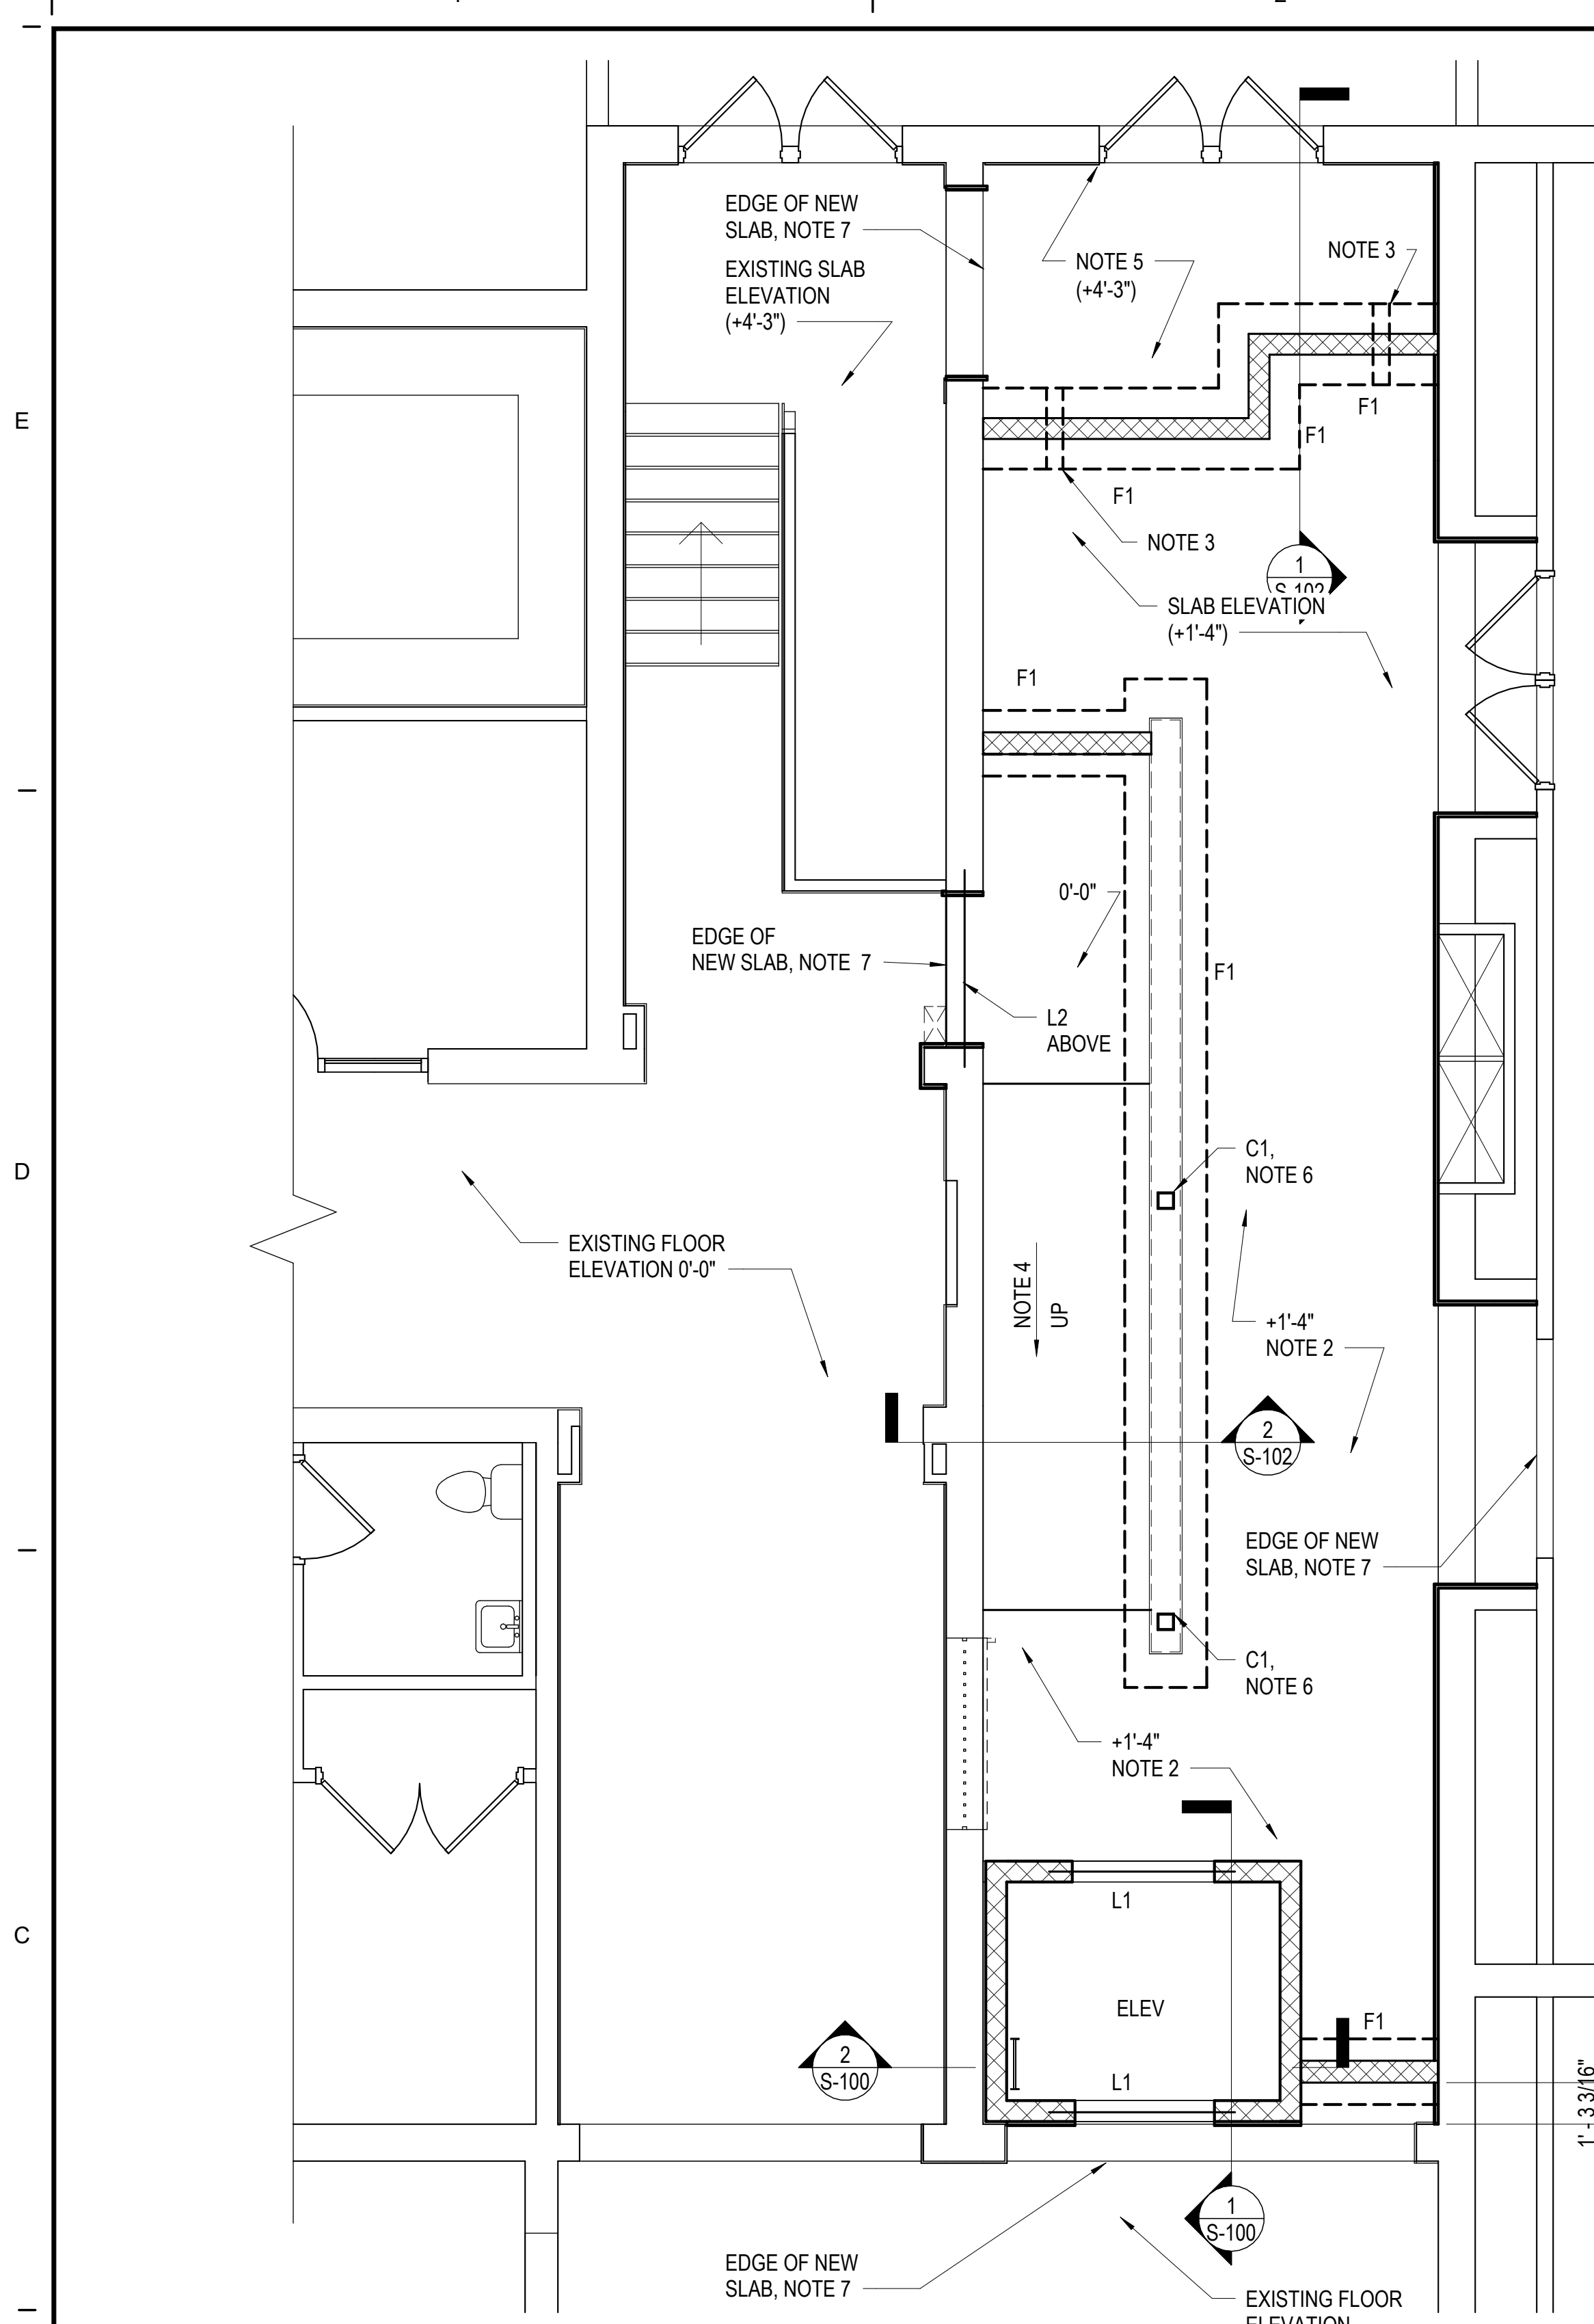 EDGE OF NEW
SLAB, NOTE 7
EXISTING SLAB
ELEVATION
(+4'-3")
NOTE 5
(+4'-3")
NOTE 3
E
F1
F1
F1
NOTE 3
1
S-102
SLAB ELEVATION
(+1'-4")
F1
0'-0"
EDGE OF
NEW SLAB, NOTE 7
F1
L2
ABOVE
D
C1,
NOTE 6
EXISTING FLOOR
ELEVATION 0'-0"
NOTE 4
UP
+1'-4"
NOTE 2
2
S-102
EDGE OF NEW
SLAB, NOTE 7
C1,
NOTE 6
+1'-4"
NOTE 2
L1
C
ELEV
F1
2
S-100
L1
1' - 3 3/16"
1
S-100
EDGE OF NEW
SLAB, NOTE 7
EXISTING FLOOR
ELEVATION